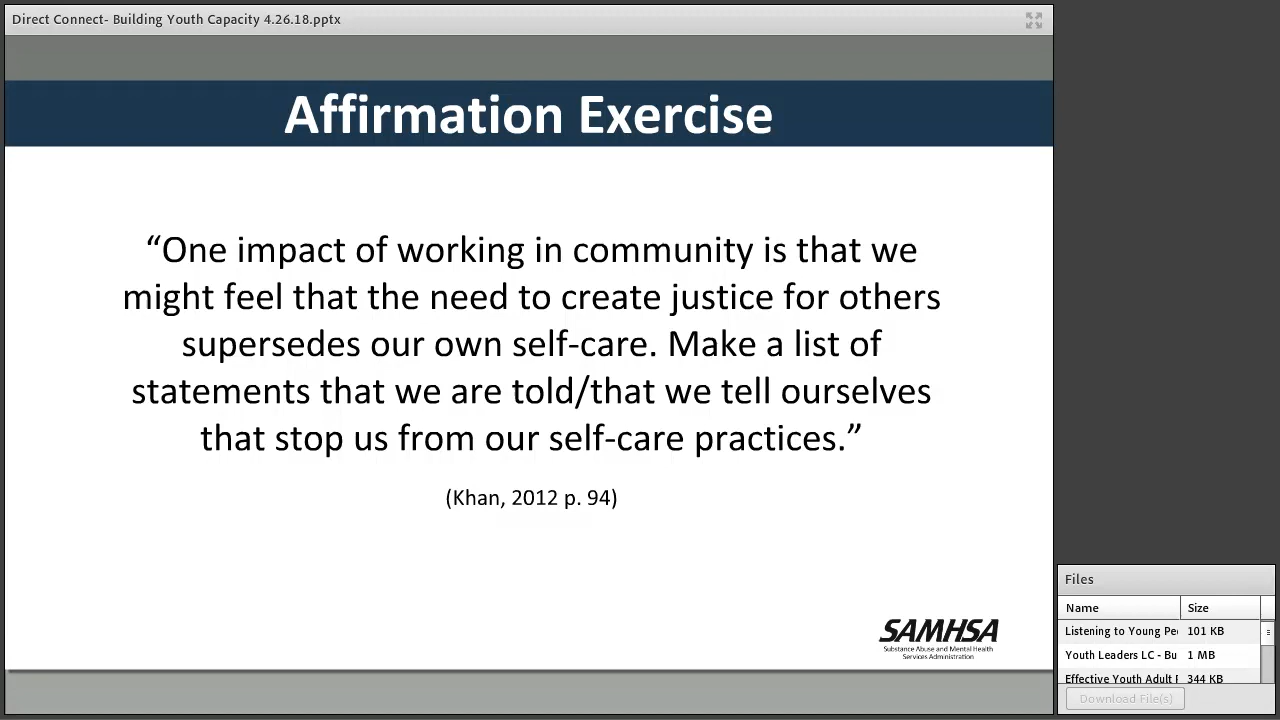 Direct Connect- Building Youth Capacity 4.26.18.pptx
Affirmation Exercise
“One impact of working in community is that we
might feel that the need to create justice for others
supersedes our own self-care. Make a list of
statements that we are told/that we tell ourselves
that stop us from our self-care practices.”
(Khan, 2012 p. 94)
SAMHSA
Substance Abuse and Mental Health
Services Administration
Files
Name Size
Listening to Young Pe 101 KB
Youth Leaders LC - Bu 1 MB
Effective Youth Adult 344 KB
Download File(s)